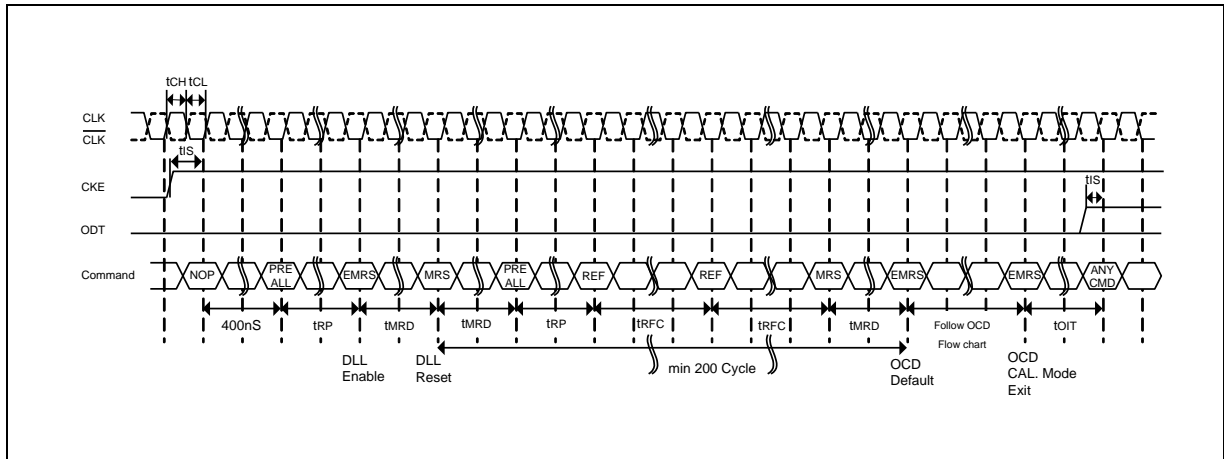 tCH tCL
CLK
CLK
tIS
CKE
tIS
ODT
Command
NOP
PRE
ALL
EMRS
MRS
PRE
ALL
REF
REF
MRS
EMRS
EMRS
ANY
CMD
400nS
tRP
tMRD
tMRD
tRP
tRFC
tRFC
tMRD
Follow OCD
Flow chart
tOIT
DLL
Enable
DLL
Reset
min 200 Cycle
OCD
Default
OCD
CAL. Mode
Exit